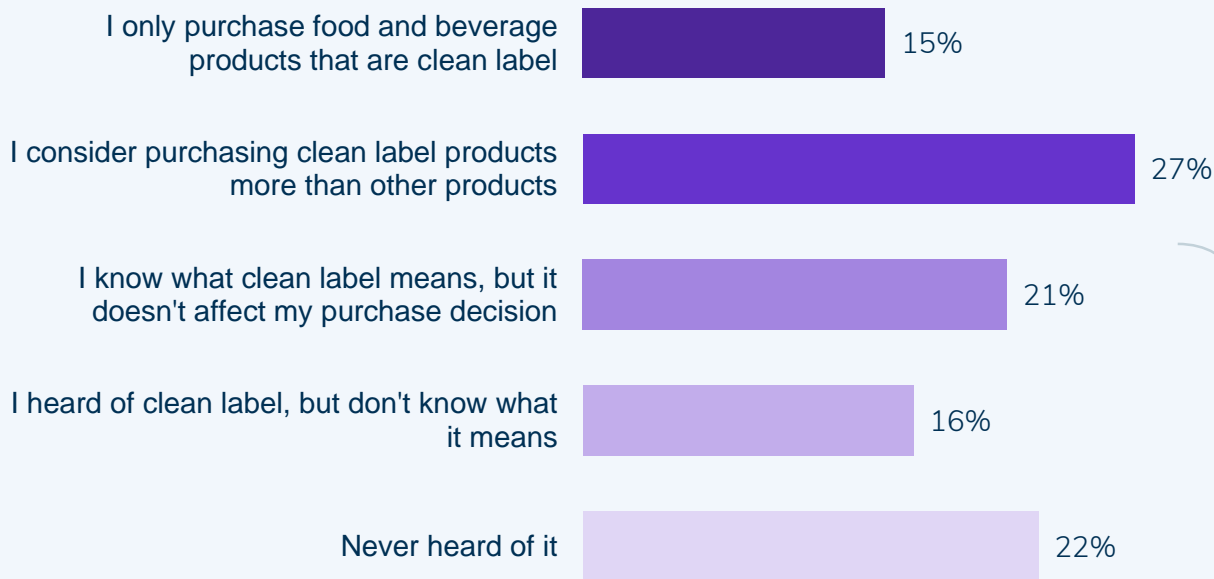 I only purchase food and beverage
products that are clean label
15%
I consider purchasing clean label products
more than other products
27%
I know what clean label means, but it
doesn't affect my purchase decision
21%
I heard of clean label, but don't know what
it means
16%
Never heard of it
22%